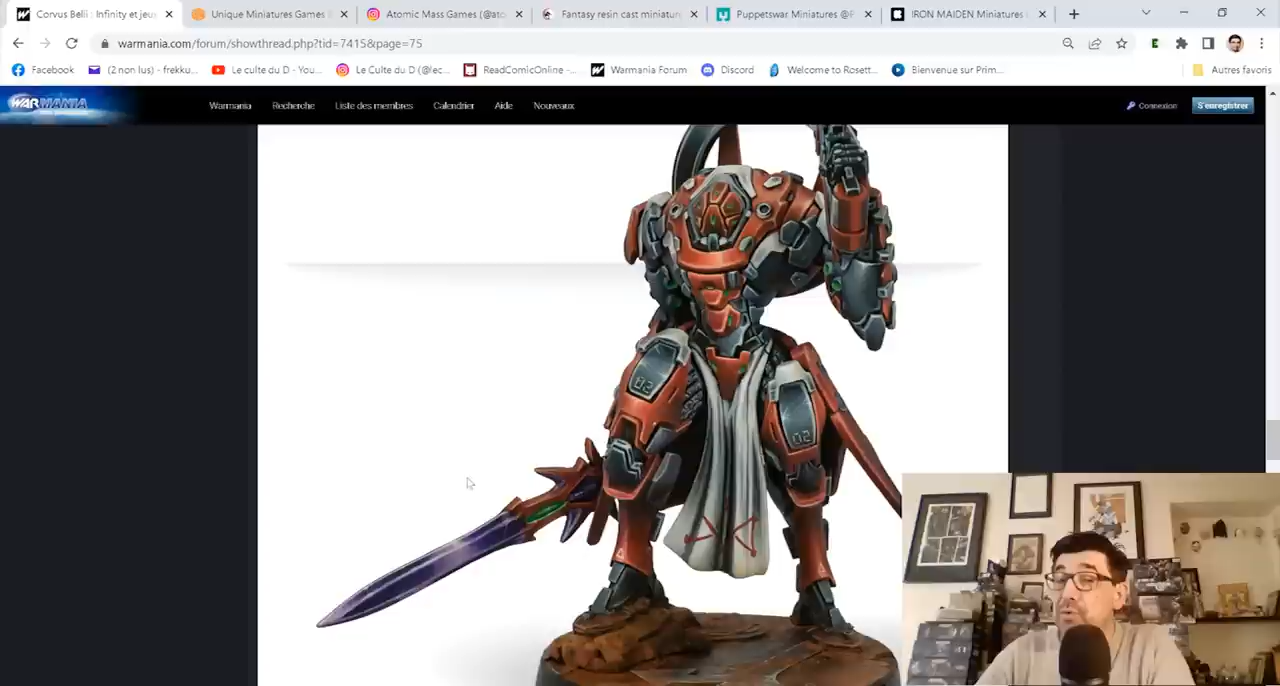 Corvus Belli : Infinity et jeu
Unique Miniatures Games
Atomic Mass Games (@ato
Fantasy resin cast miniatur
Puppetswar Miniatures @P
IRON MAIDEN Miniatures
warmania.com/forum/showthread.php?tid=7415&page=75
Facebook
(2 non lus) - frekku...
Le culte du D - You...
Le Culte du D (@lec...
ReadComicOnline -...
Warmania Forum
Discord
Welcome to Rosett...
Bienvenue sur Prim...
Autres favoris
WARMANIA
Warmania
Recherche
Liste des membres
Calendrier
Aide
Nouveaux
Connexion
S'enregistrer
02
02